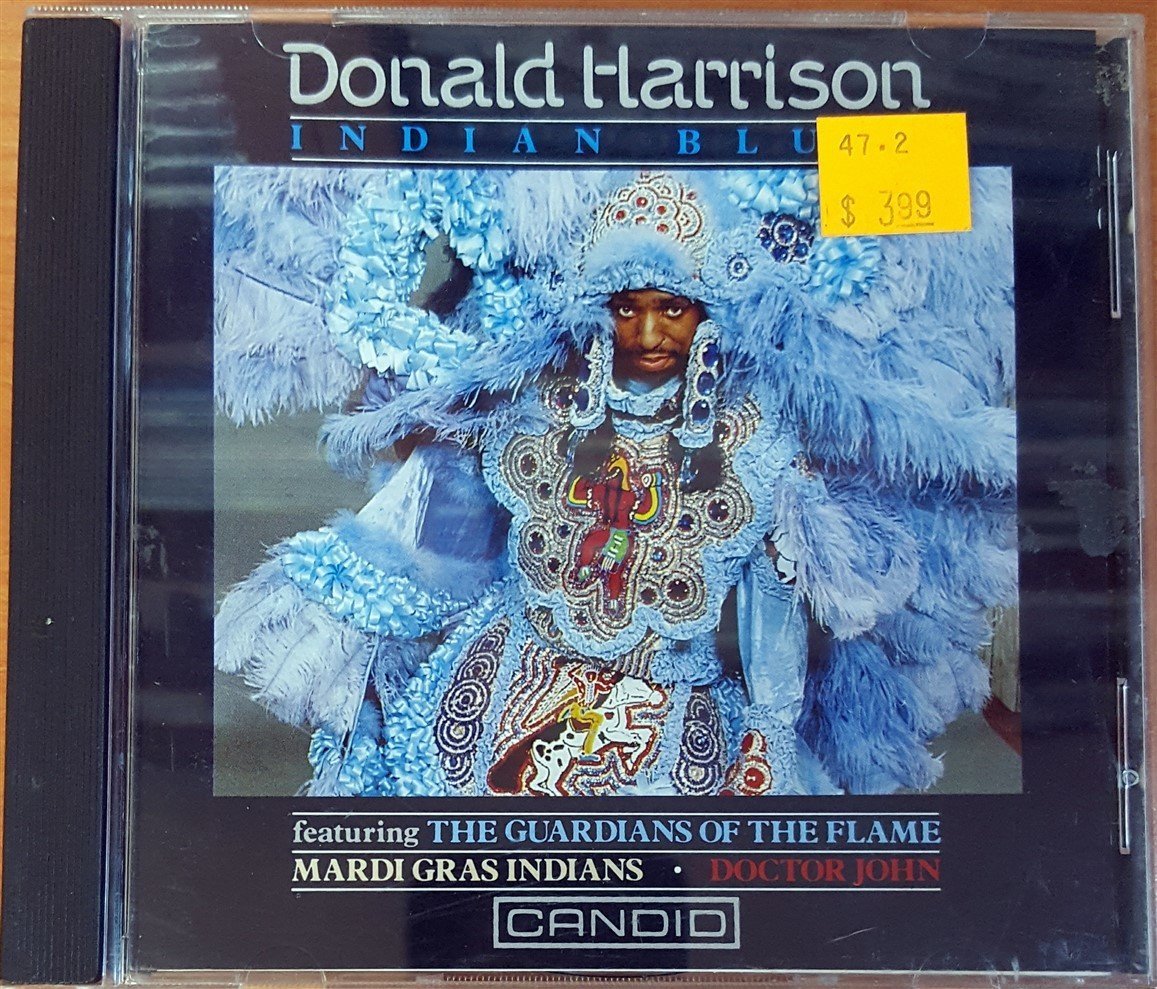 Donald Harrison
INDIAN BLU
47.2
$ 399
featuring THE GUARDIANS OF THE FLAME
MARDI GRAS INDIANS · DOCTOR JOHN
CANDID